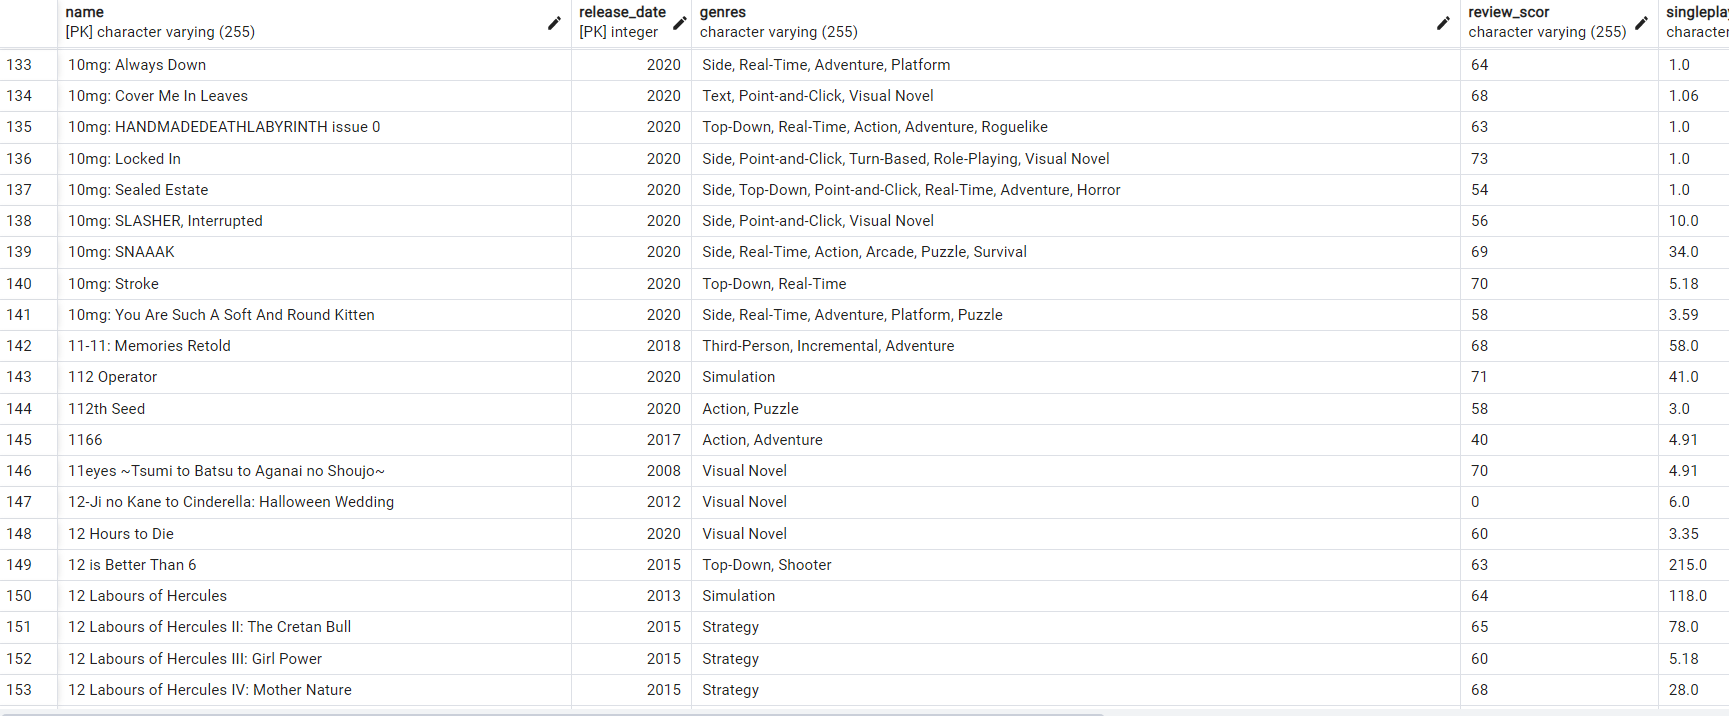 name release_date genres review_scor singlepla
[PK] character varying (255) [PK] integer character varying (255) character varying (255) character
133 10mg: Always Down 2020 Side, Real-Time, Adventure, Platform 64 1.0
134 10mg: Cover Me In Leaves 2020 Text, Point-and-Click, Visual Novel 68 1.06
135 10mg: HANDMADEDEATHLABYRINTH issue 0 2020 Top-Down, Real-Time, Action, Adventure, Roguelike 63 1.0
136 10mg: Locked In 2020 Side, Point-and-Click, Turn-Based, Role-Playing, Visual Novel 73 1.0
137 10mg: Sealed Estate 2020 Side, Top-Down, Point-and-Click, Real-Time, Adventure, Horror 54 1.0
138 10mg: SLASHER, Interrupted 2020 Side, Point-and-Click, Visual Novel 56 10.0
139 10mg: SNAAAK 2020 Side, Real-Time, Action, Arcade, Puzzle, Survival 69 34.0
140 10mg: Stroke 2020 Top-Down, Real-Time 70 5.18
141 10mg: You Are Such A Soft And Round Kitten 2020 Side, Real-Time, Adventure, Platform, Puzzle 58 3.59
142 11-11: Memories Retold 2018 Third-Person, Incremental, Adventure 68 58.0
143 112 Operator 2020 Simulation 71 41.0
144 112th Seed 2020 Action, Puzzle 58 3.0
145 1166 2017 Action, Adventure 40 4.91
146 11eyes ~Tsumi to Batsu to Aganai no Shoujo~ 2008 Visual Novel 70 4.91
147 12-Ji no Kane to Cinderella: Halloween Wedding 2012 Visual Novel 0 6.0
148 12 Hours to Die 2020 Visual Novel 60 3.35
149 12 is Better Than 6 2015 Top-Down, Shooter 63 215.0
150 12 Labours of Hercules 2013 Simulation 64 118.0
151 12 Labours of Hercules II: The Cretan Bull 2015 Strategy 65 78.0
152 12 Labours of Hercules III: Girl Power 2015 Strategy 60 5.18
153 12 Labours of Hercules IV: Mother Nature 2015 Strategy 68 28.0